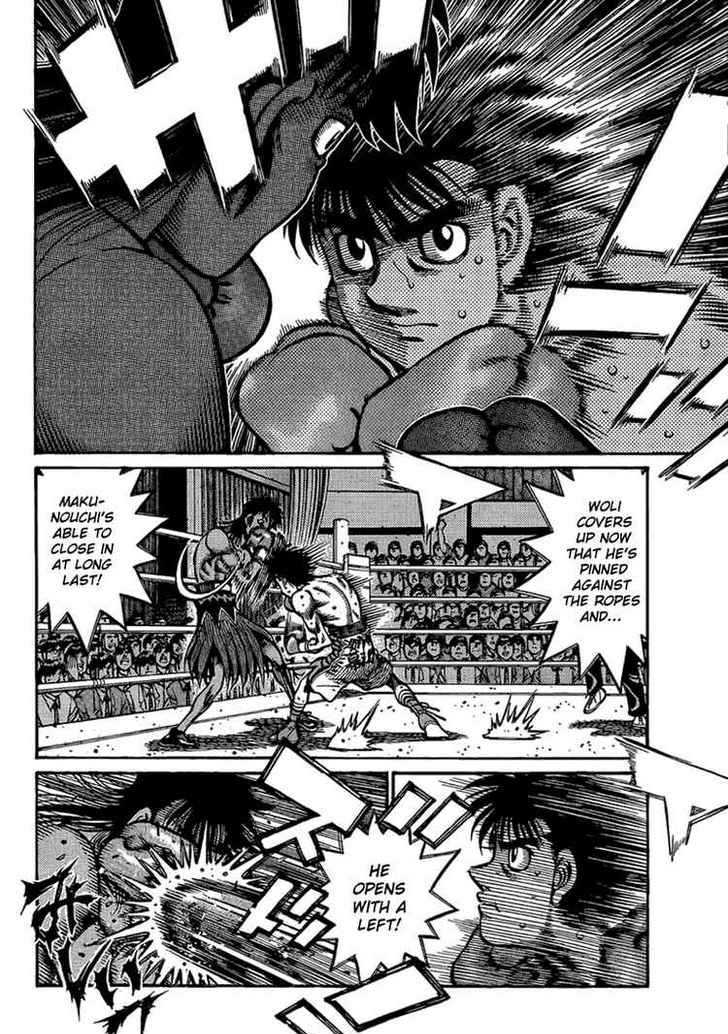 WOLI
COVERS
UP NOW
THAT HE'S
PINNED
AGAINST
THE ROPES
AND...
MAKU-
NOUCHI'S
ABLE TO
CLOSE IN
AT LONG
LAST!
HE
OPENS
WITH A
LEFT!